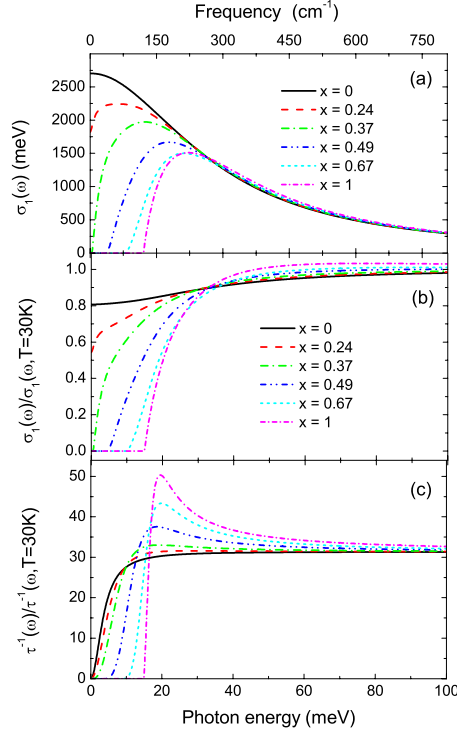 Frequency (cm⁻¹)
0 150 300 450 600 750
(a)
σ₁(ω) (meV)
2500
2000
1500
1000
500
0
x = 0
x = 0.24
x = 0.37
x = 0.49
x = 0.67
x = 1
(b)
σ₁(ω)/σ₁(ω,T=30K)
1.0
0.8
0.6
0.4
0.2
0.0
x = 0
x = 0.24
x = 0.37
x = 0.49
x = 0.67
x = 1
(c)
τ⁻¹(ω)/τ⁻¹(ω,T=30K)
50
40
30
20
10
0
0 20 40 60 80 100
Photon energy (meV)